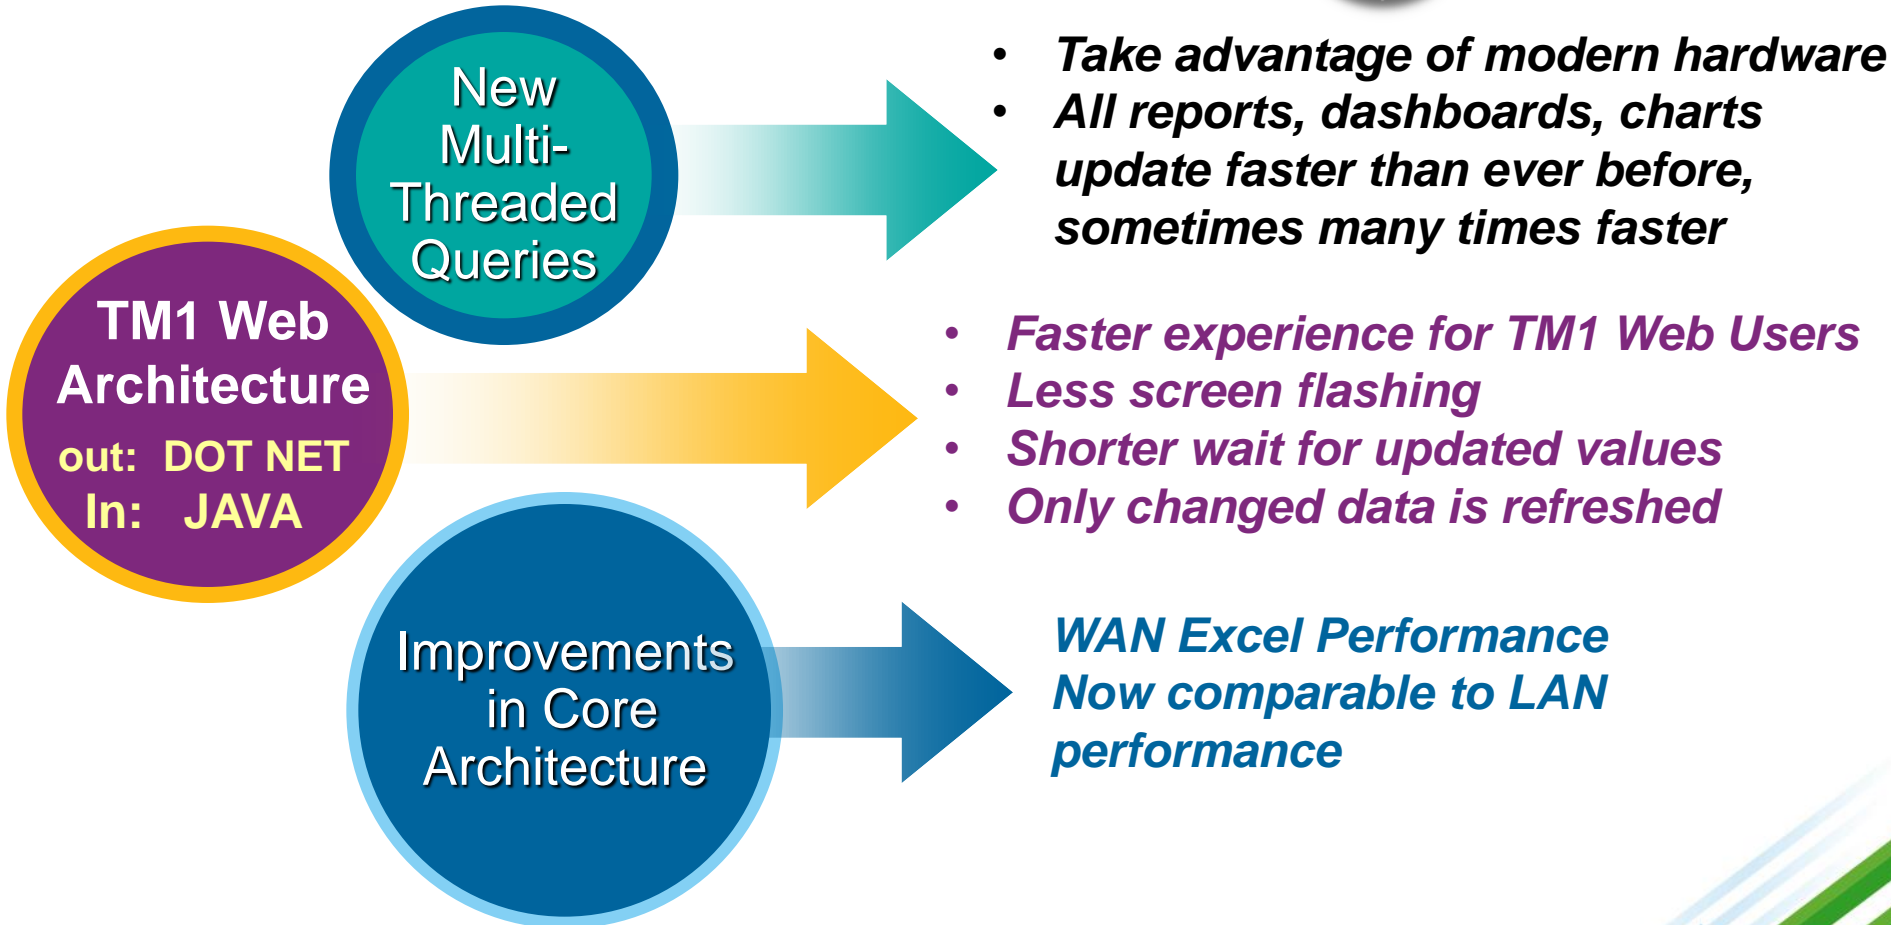 New
Multi-
Threaded
Queries
• Take advantage of modern hardware
• All reports, dashboards, charts
update faster than ever before,
sometimes many times faster
TM1 Web
Architecture
out: DOT NET
In: JAVA
• Faster experience for TM1 Web Users
• Less screen flashing
• Shorter wait for updated values
• Only changed data is refreshed
Improvements
in Core
Architecture
WAN Excel Performance
Now comparable to LAN
performance